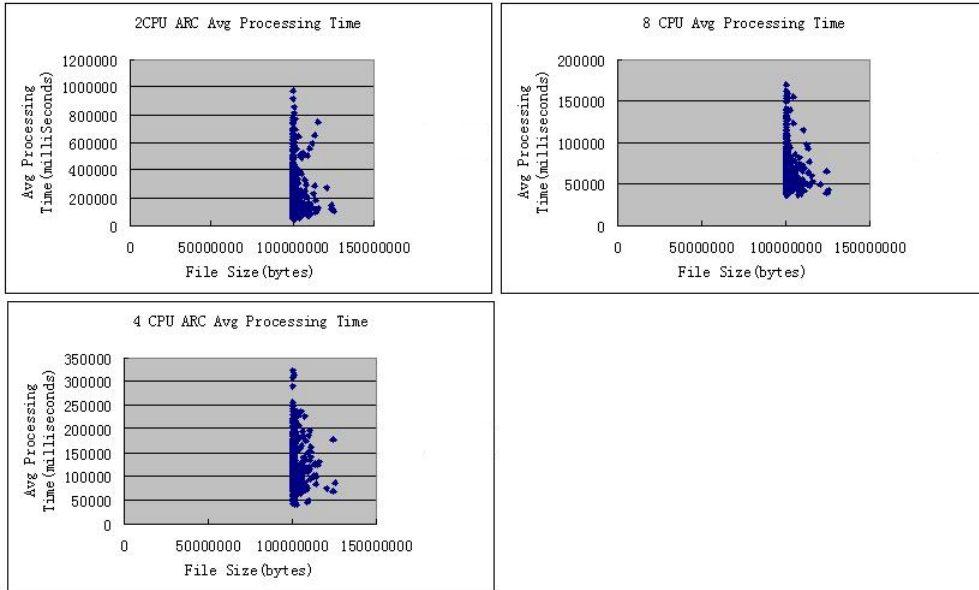 2CPU ARC Avg Processing Time
Avg Processing
Time(milliSeconds)
1200000
1000000
800000
600000
400000
200000
0
0 50000000 100000000 150000000
File Size(bytes)
8 CPU Avg Processing Time
Avg Processing
Time(milliseconds)
200000
150000
100000
50000
0
0 50000000 100000000 150000000
File Size(bytes)
4 CPU ARC Avg Processing Time
Avg Processing
Time(milliseconds)
350000
300000
250000
200000
150000
100000
50000
0
0 50000000 100000000 150000000
File Size(bytes)